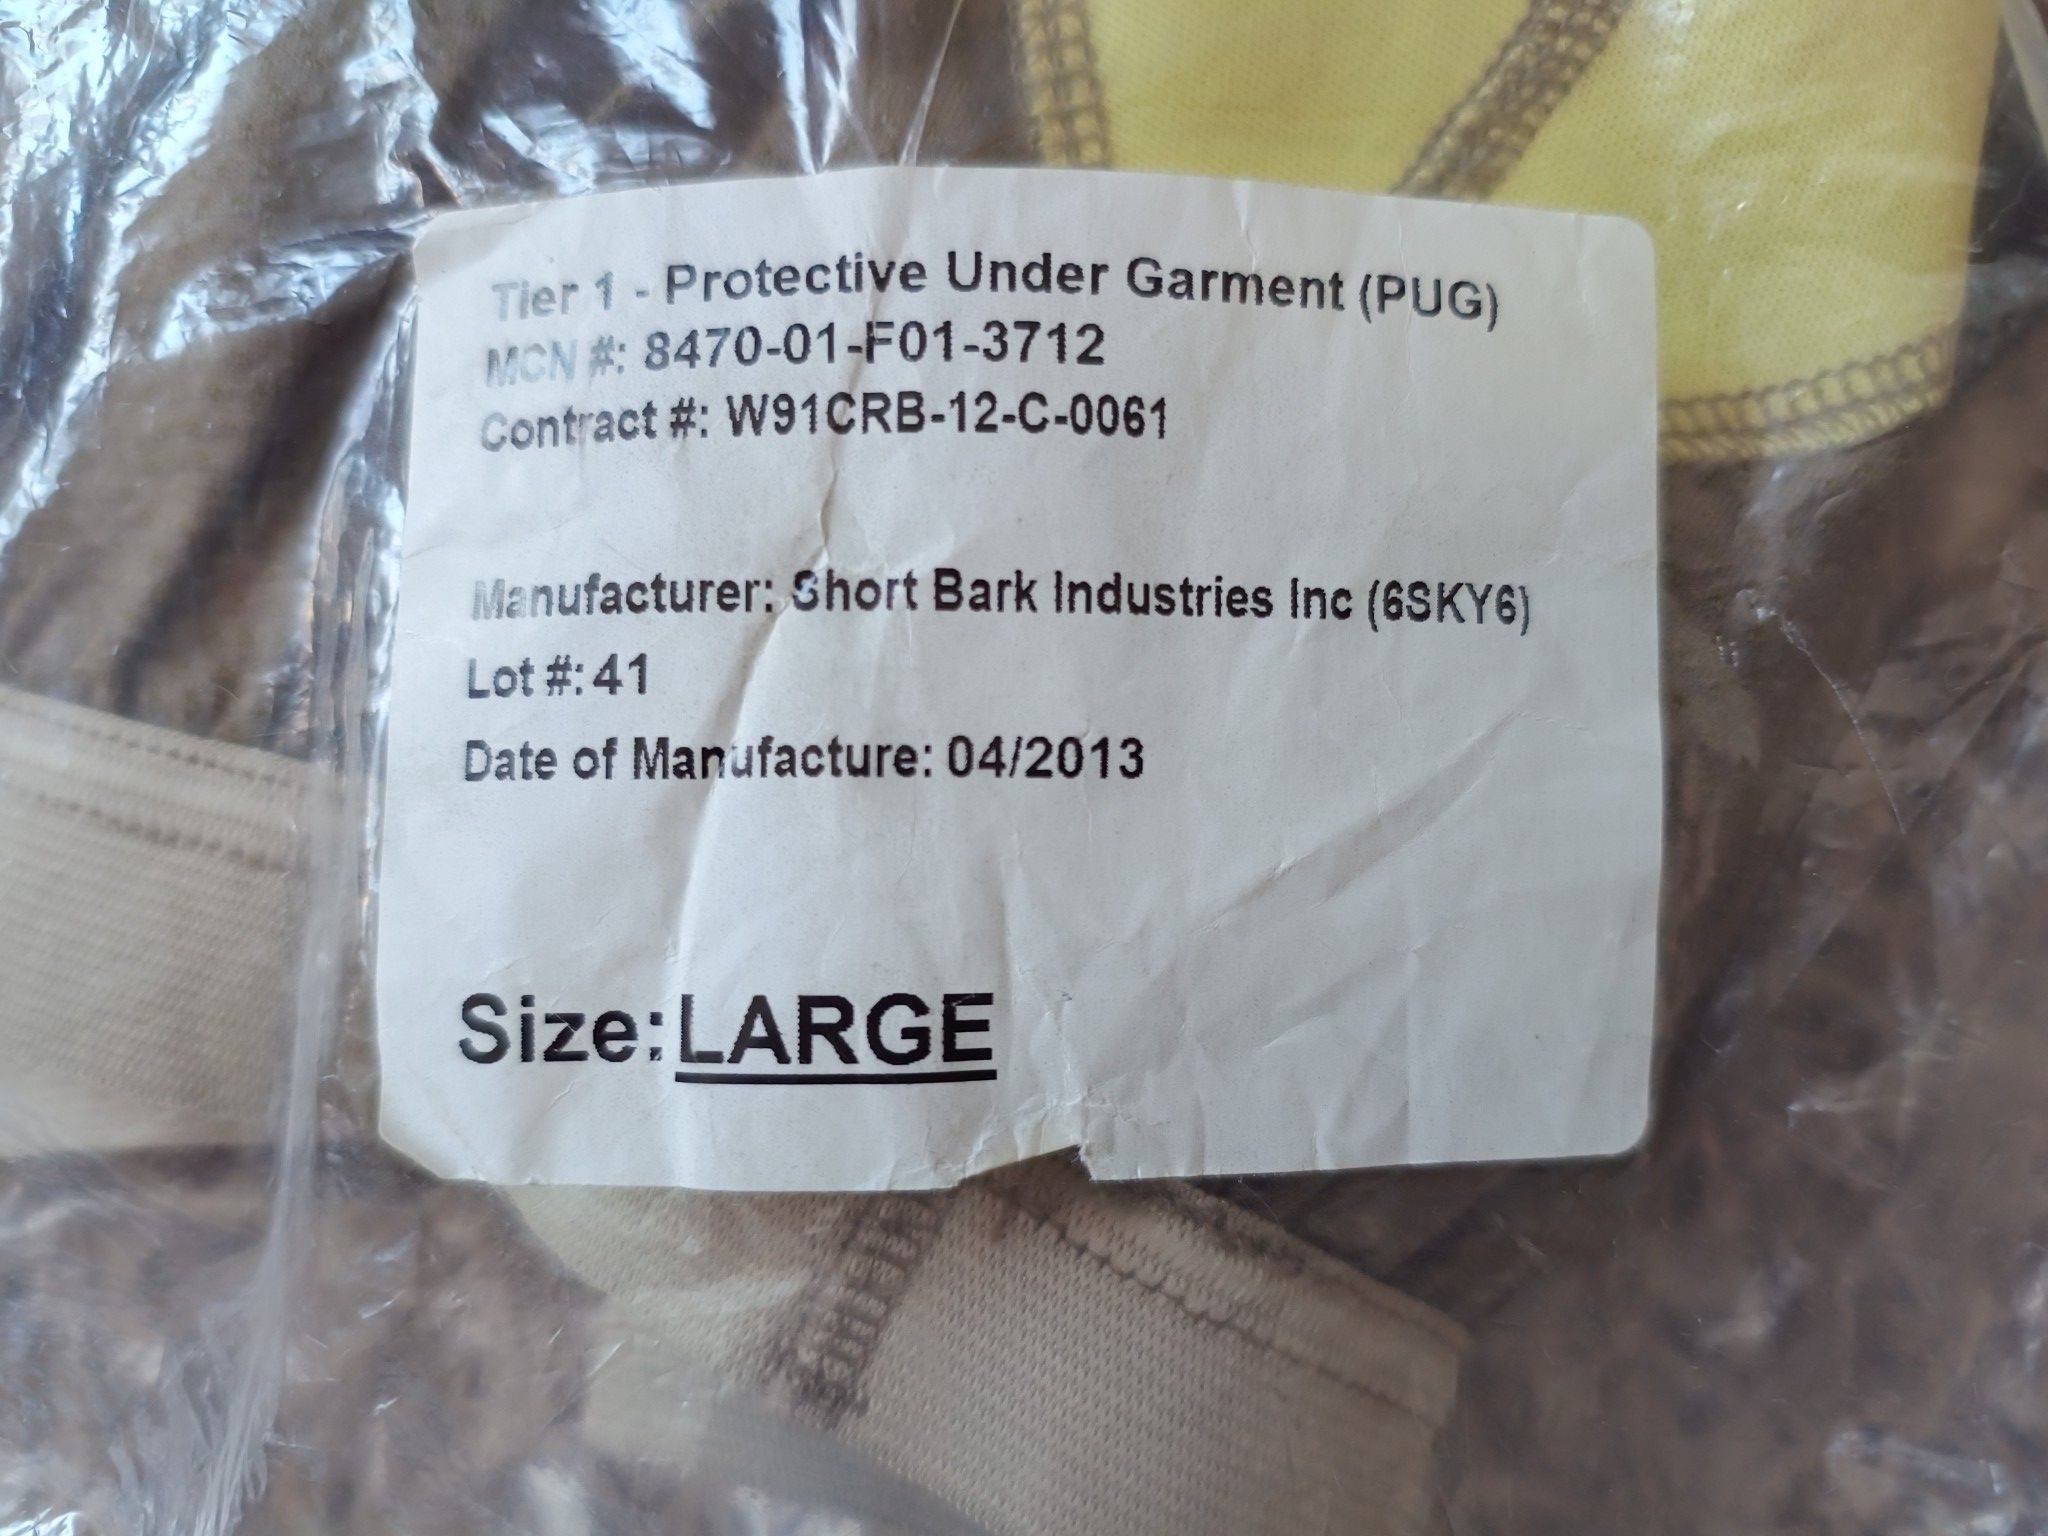 Tier 1 - Protective Under Garment (PUG)
MCN #: 8470-01-F01-3712
Contract #: W91CRB-12-C-0061
Manufacturer: Short Bark Industries Inc (6SKY6)
Lot #: 41
Date of Manufacture: 04/2013
Size: LARGE